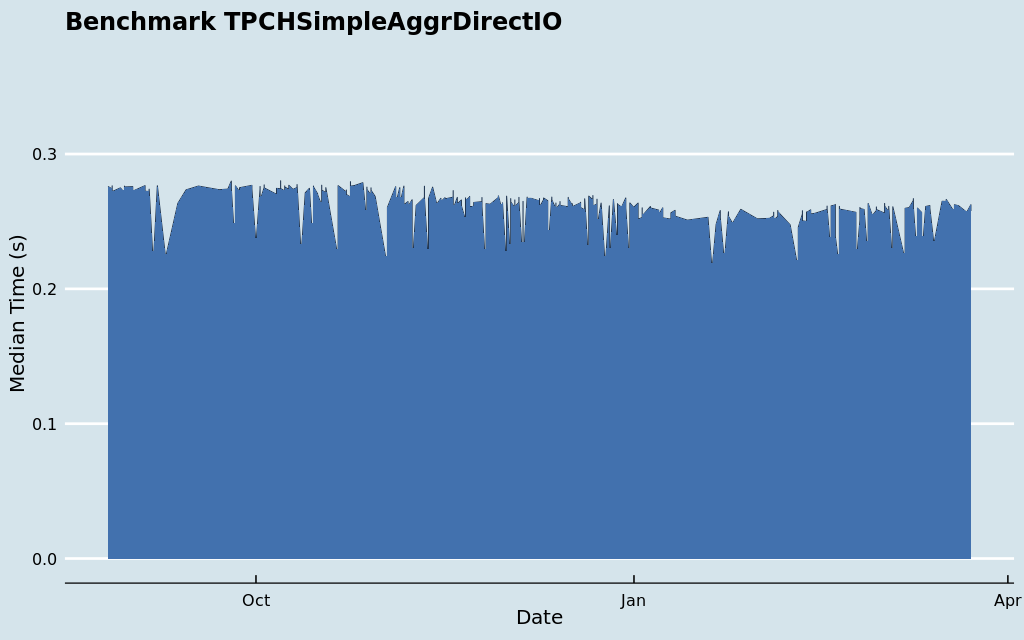 Benchmark TPCHSimpleAggrDirectIO
0.3
0.2
0.1
0.0
Median Time (s)
Oct
Jan
Apr
Date